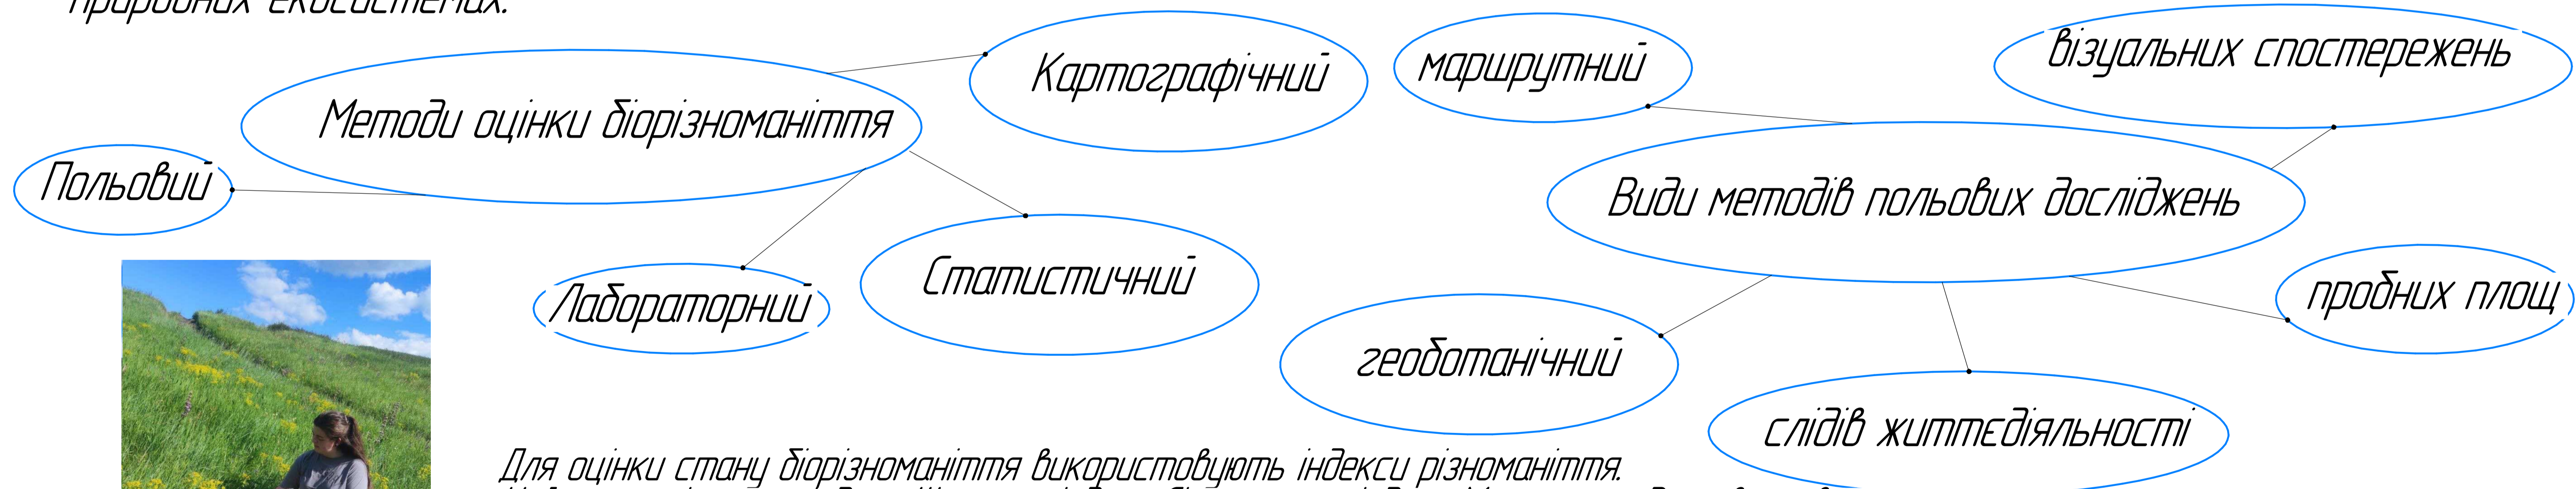 природних екосистемах.
Методи оцінки біорізноманіття
Картографічний
Польовий
Лабораторний
Статистичний
маршрутний
візуальних спостережень
Види методів польових досліджень
пробних площ
геоботанічний
слідів життєдіяльності
Для оцінки стану біорізноманіття використовують індекси різноманіття.